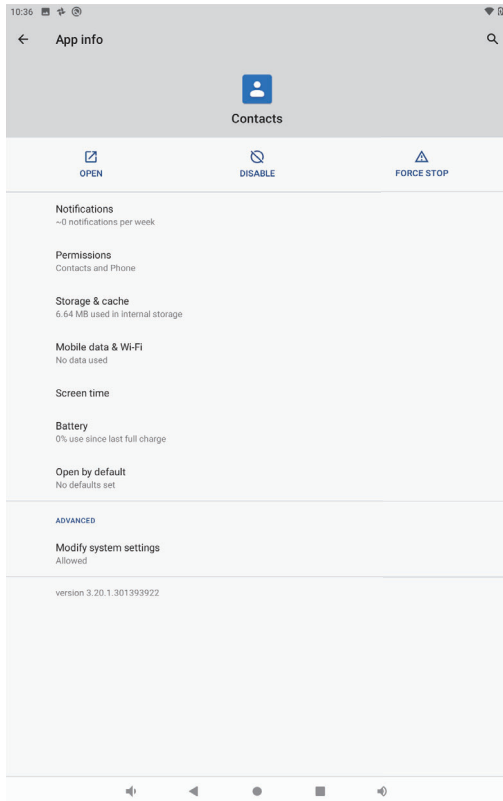 10:36
App info
Contacts
OPEN
DISABLE
FORCE STOP
Notifications
~0 notifications per week
Permissions
Contacts and Phone
Storage & cache
6.64 MB used in internal storage
Mobile data & Wi-Fi
No data used
Screen time
Battery
0% use since last full charge
Open by default
No defaults set
ADVANCED
Modify system settings
Allowed
version 3.20.1.301393922